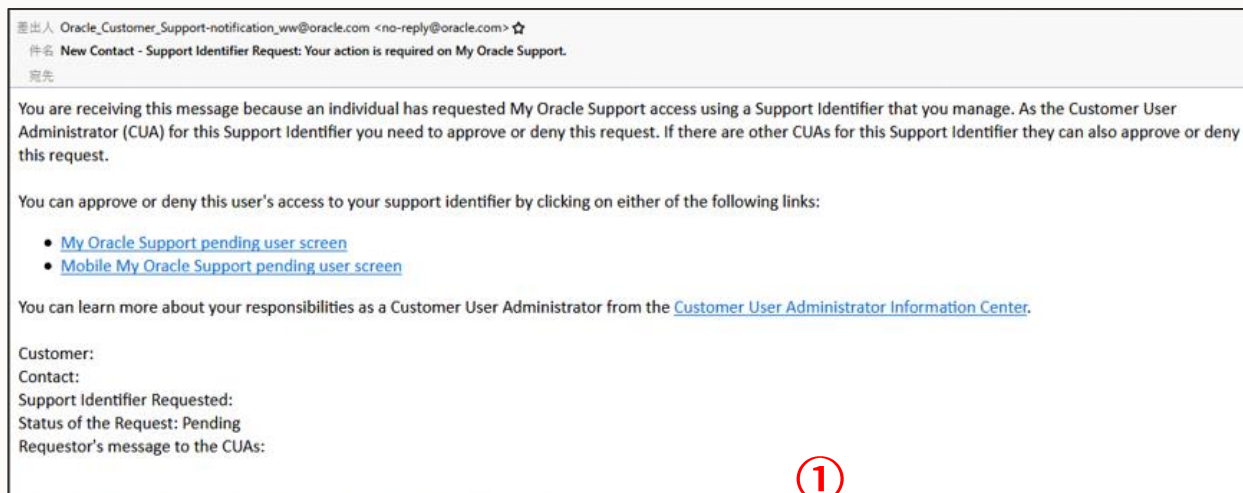 差出人 Oracle_Customer_Support-notification_ww@oracle.com <no-reply@oracle.com> ☆
件名 New Contact - Support Identifier Request: Your action is required on My Oracle Support.
宛先
You are receiving this message because an individual has requested My Oracle Support access using a Support Identifier that you manage. As the Customer User
Administrator (CUA) for this Support Identifier you need to approve or deny this request. If there are other CUAs for this Support Identifier they can also approve or deny
this request.
You can approve or deny this user's access to your support identifier by clicking on either of the following links:
• My Oracle Support pending user screen
• Mobile My Oracle Support pending user screen
You can learn more about your responsibilities as a Customer User Administrator from the Customer User Administrator Information Center.
Customer:
Contact:
Support Identifier Requested:
Status of the Request: Pending
Requestor's message to the CUAs:
①